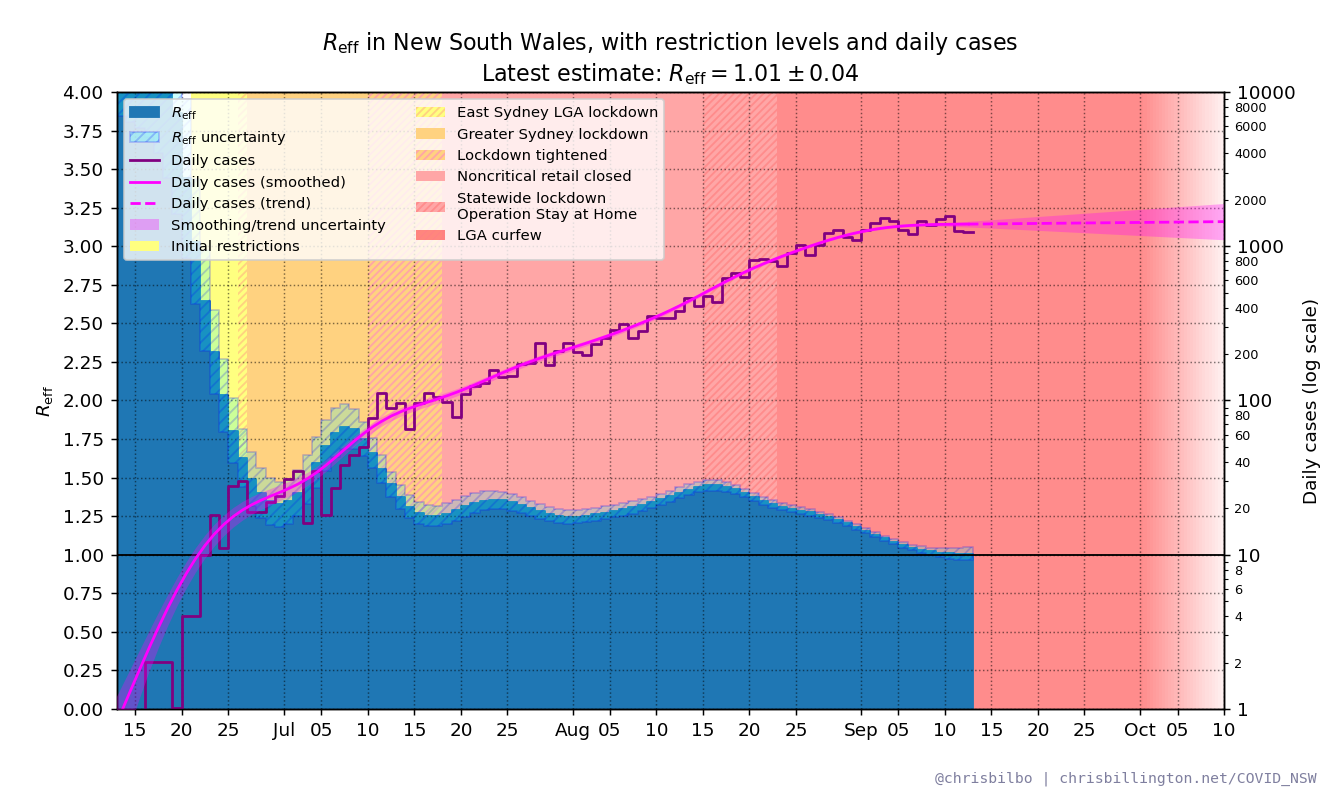 R_eff in New South Wales, with restriction levels and daily cases
Latest estimate: R_eff = 1.01 ± 0.04
R_eff
R_eff uncertainty
Daily cases
Daily cases (smoothed)
Daily cases (trend)
Smoothing/trend uncertainty
Initial restrictions
East Sydney LGA lockdown
Greater Sydney lockdown
Lockdown tightened
Noncritical retail closed
Statewide lockdown
Operation Stay at Home
LGA curfew
R_eff
4.00
3.75
3.50
3.25
3.00
2.75
2.50
2.25
2.00
1.75
1.50
1.25
1.00
0.75
0.50
0.25
0.00
10000
8000
6000
4000
2000
1000
800
600
400
200
100
80
60
40
20
10
8
6
4
2
1
Daily cases (log scale)
15 20 25 Jul 05 10 15 20 25 Aug 05 10 15 20 25 Sep 05 10 15 20 25 Oct 05 10
@chrisbilbo | chrisbillington.net/COVID_NSW